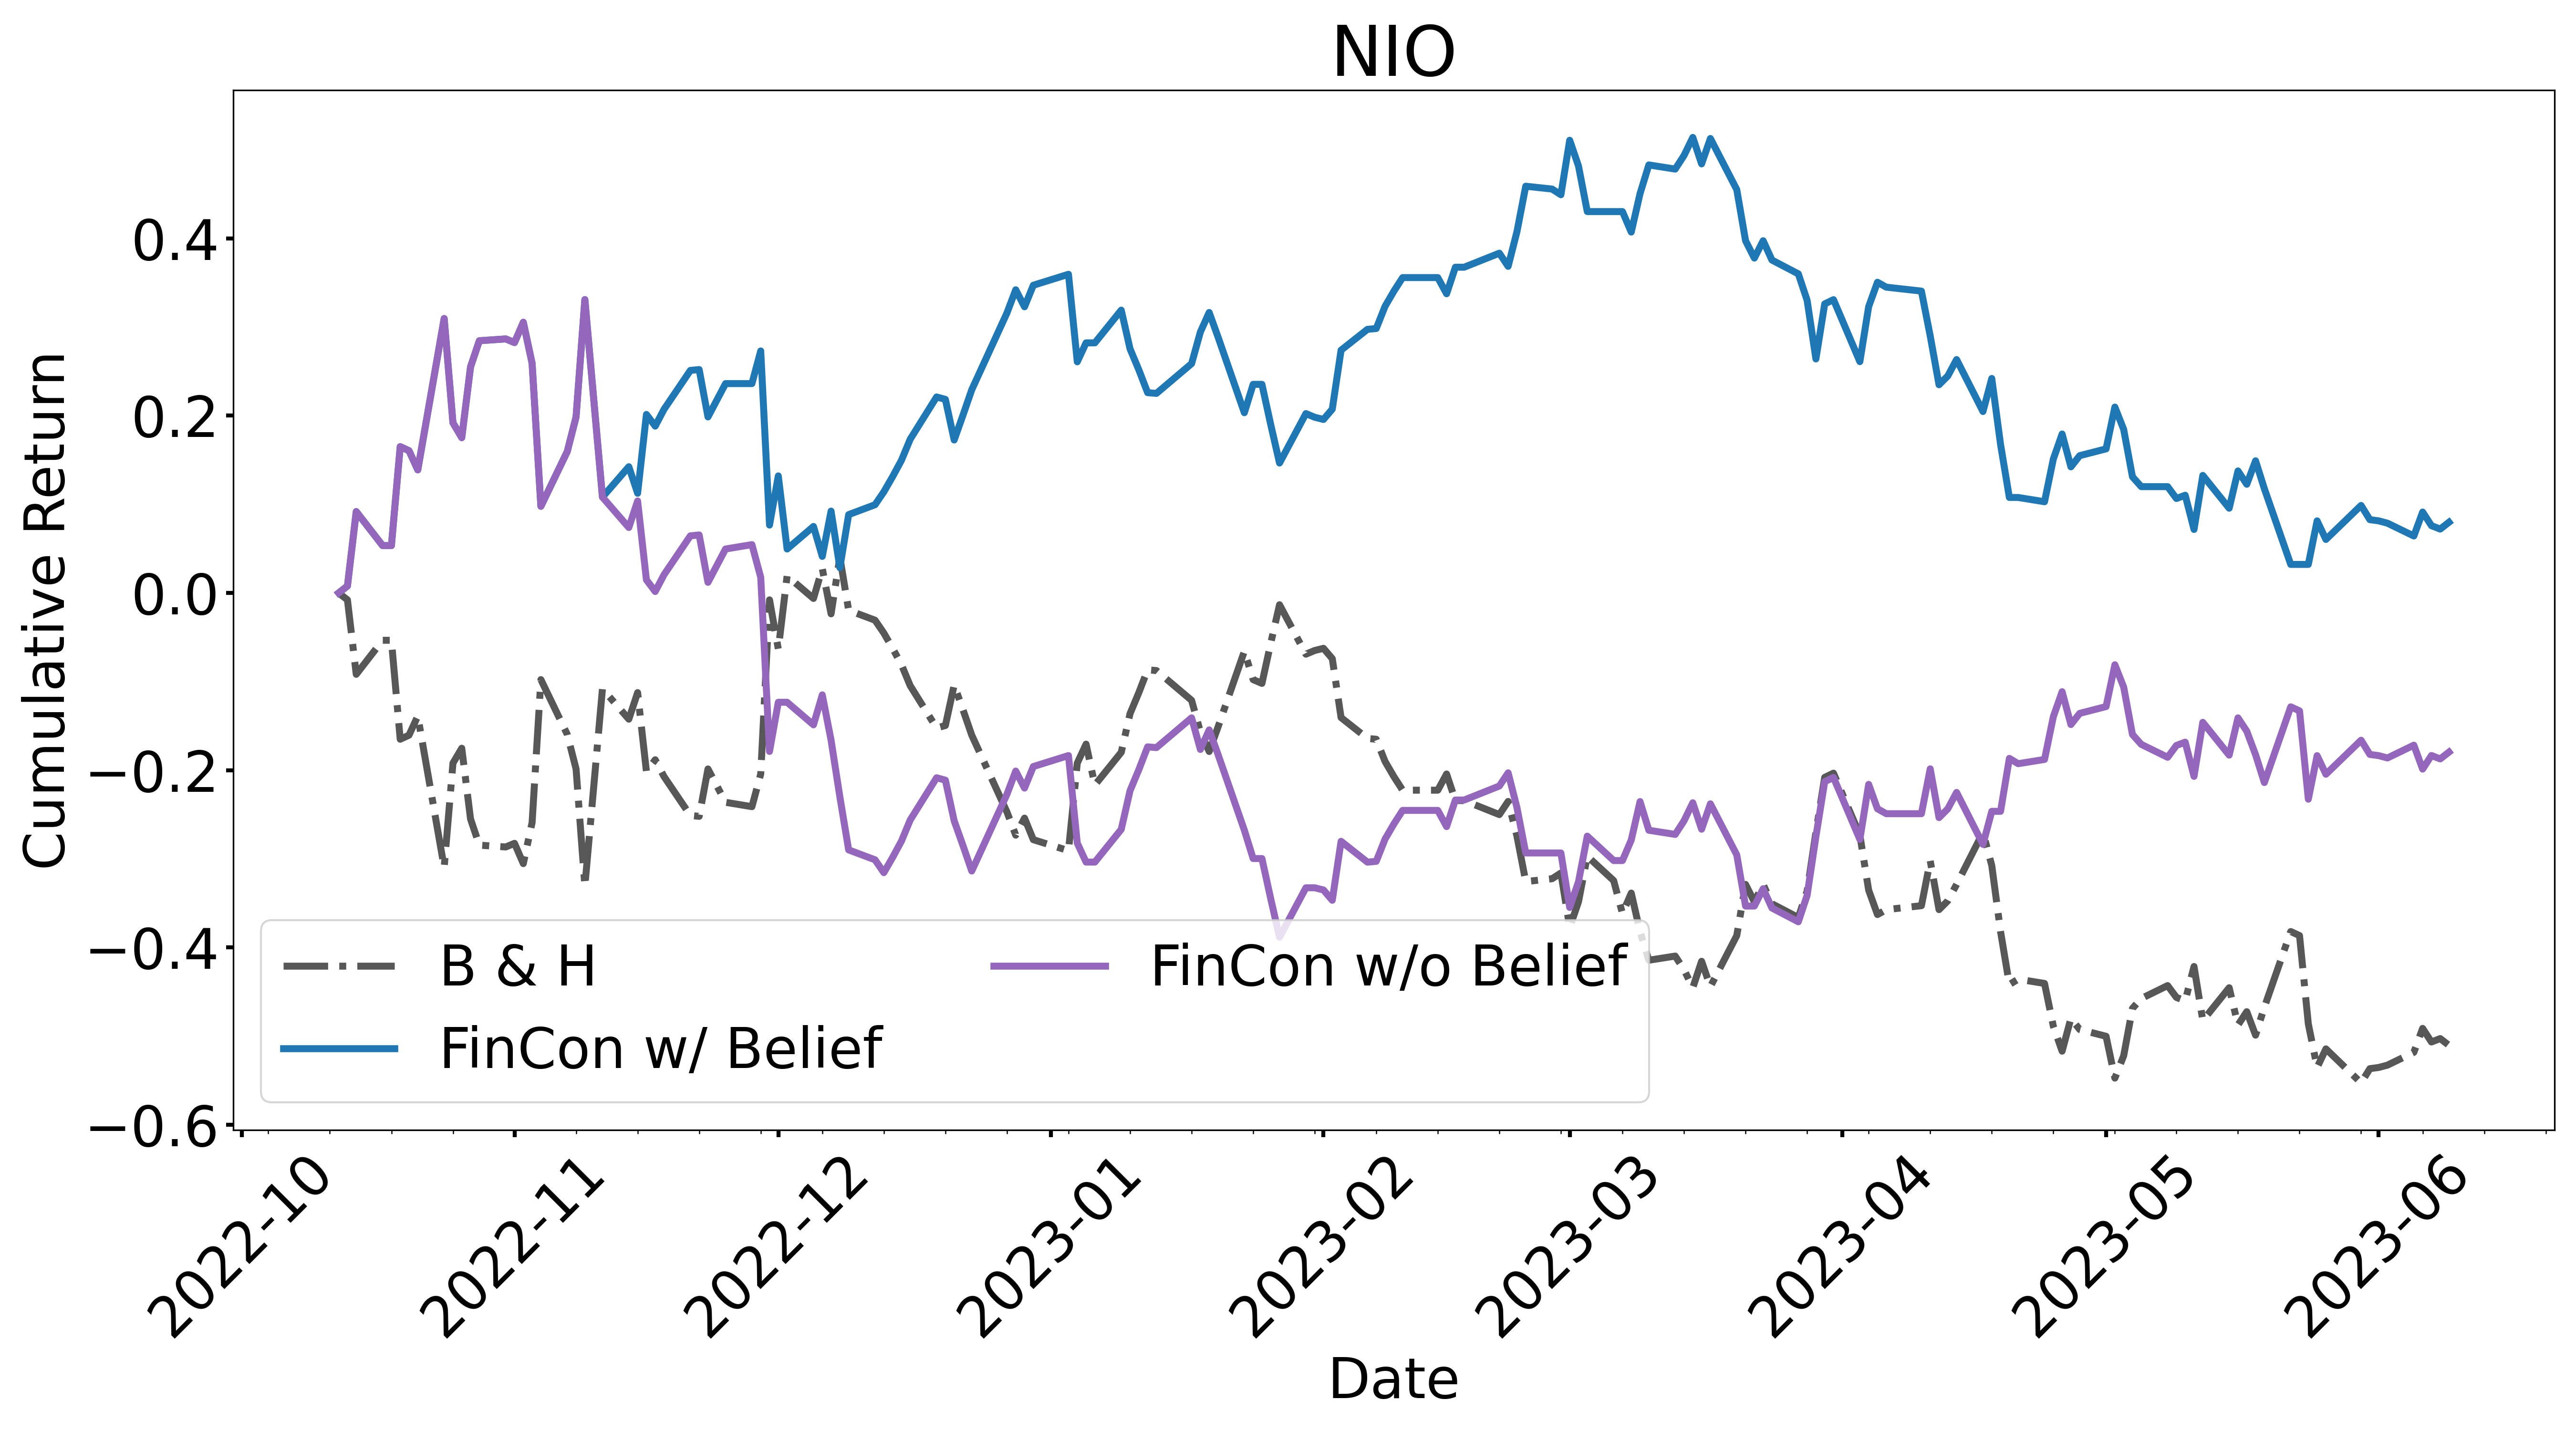 NIO
Cumulative Return
0.4
0.2
0.0
−0.2
−0.4
−0.6
B & H
FinCon w/ Belief
FinCon w/o Belief
2022-10
2022-11
2022-12
2023-01
2023-02
2023-03
2023-04
2023-05
2023-06
Date